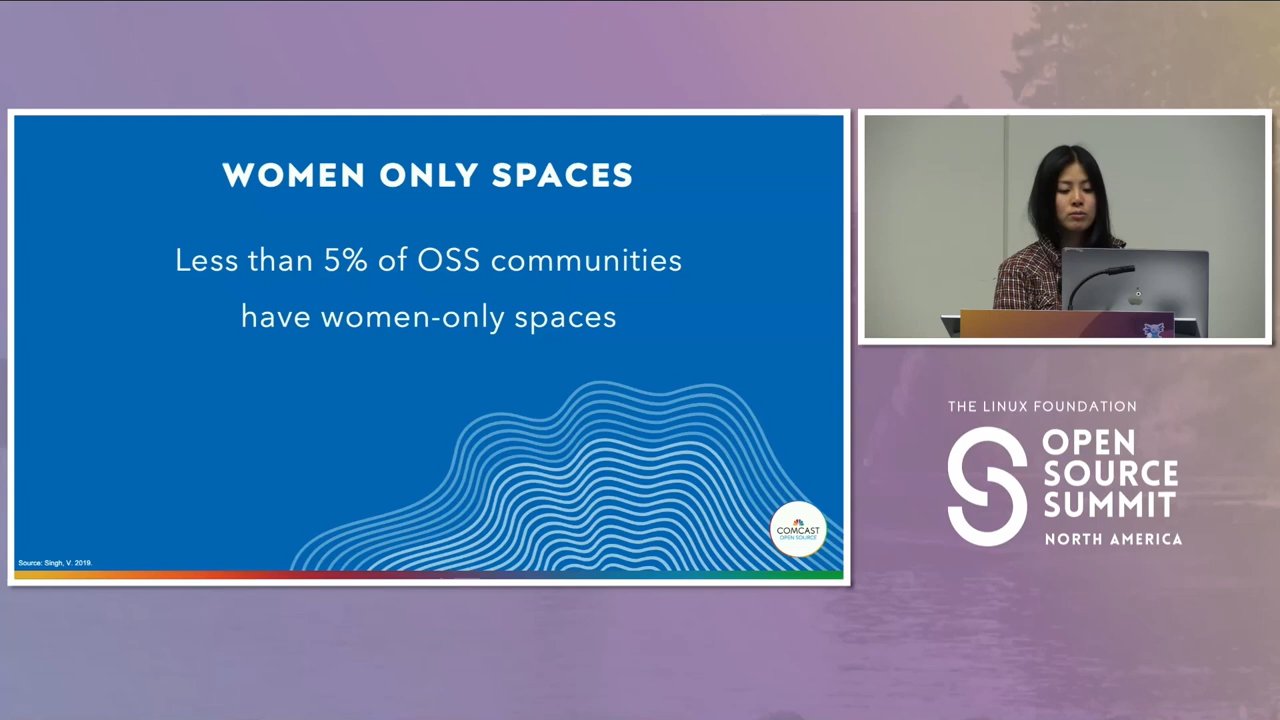 WOMEN ONLY SPACES
Less than 5% of OSS communities
have women-only spaces
COMCAST
OPEN SOURCE
Source: Singh, V. 2019.
THE LINUX FOUNDATION
OPEN
SOURCE
SUMMIT
NORTH AMERICA